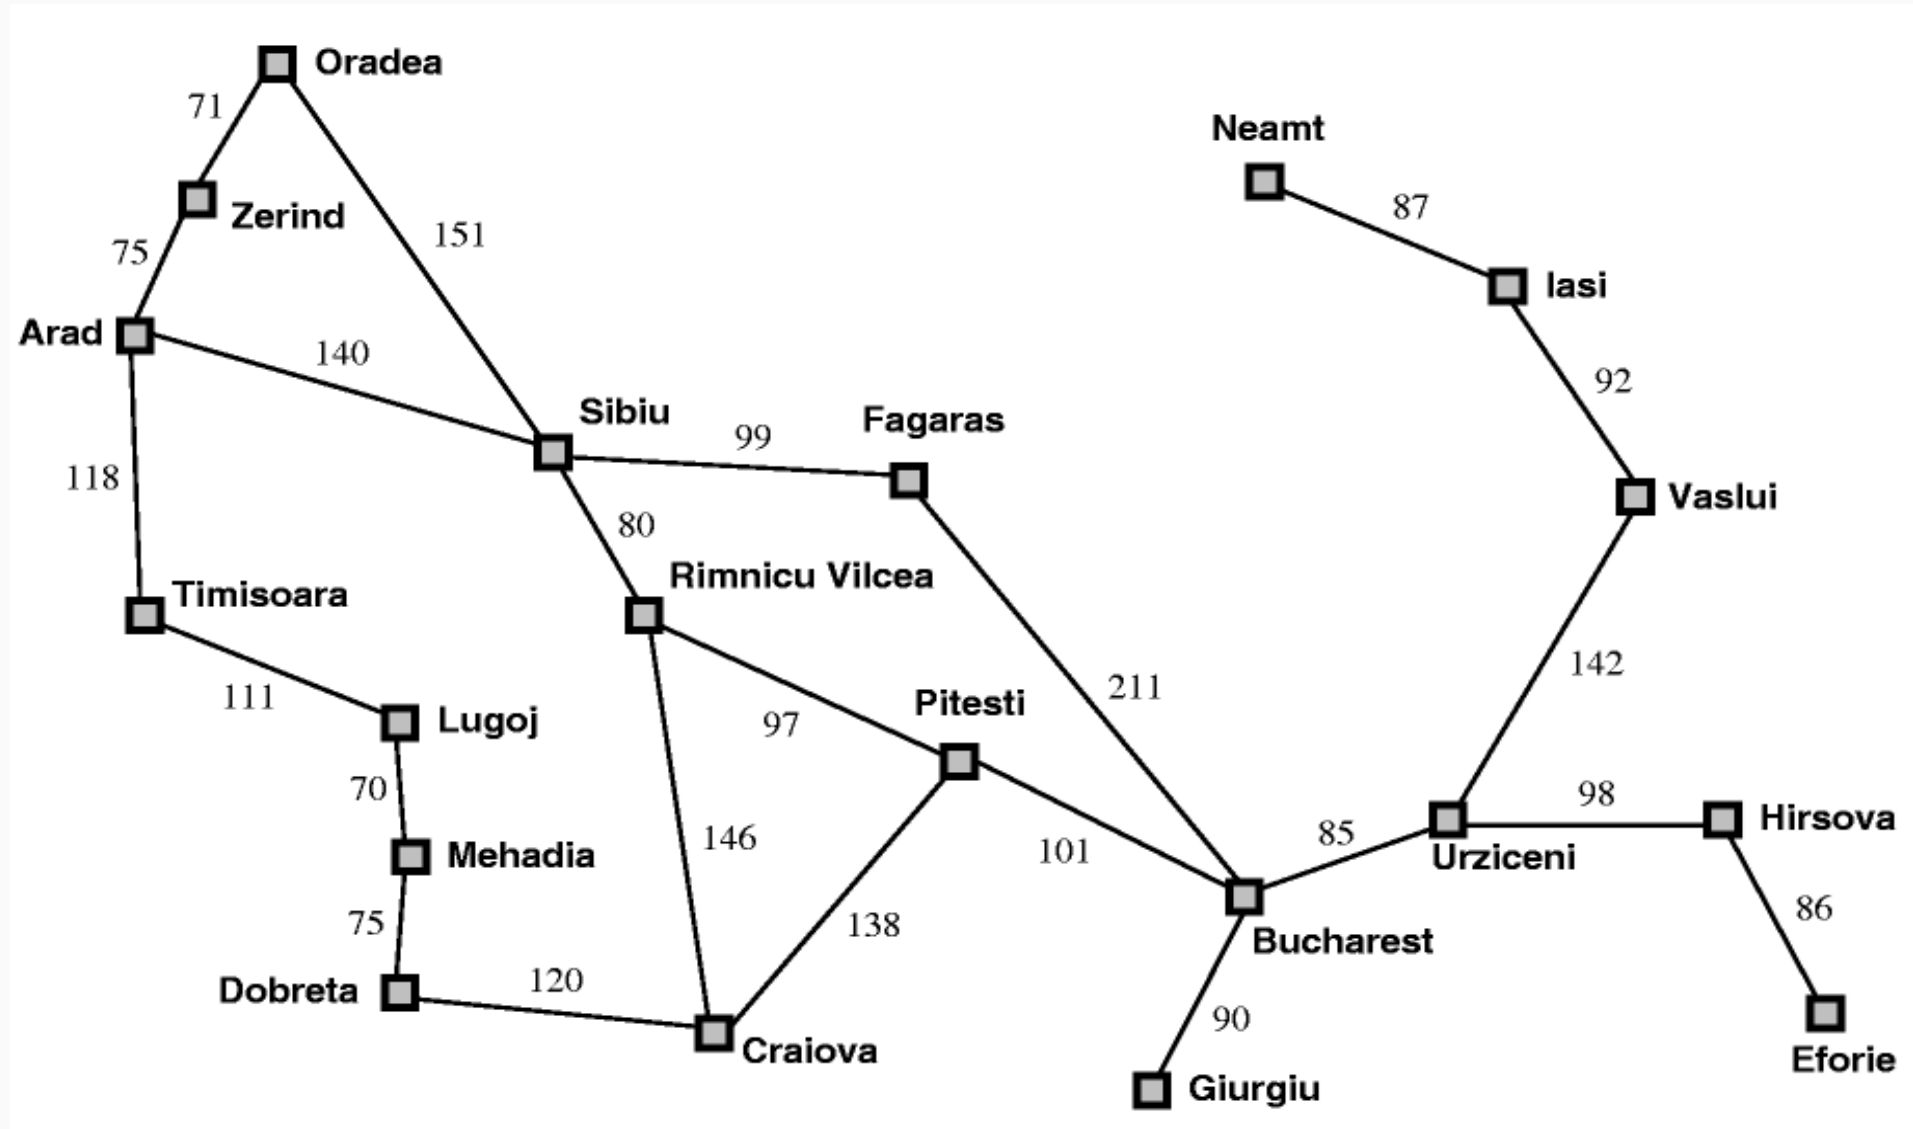 Oradea
71
Neamt
Zerind
87
151
75
Iasi
Arad
140
92
Sibiu
Fagaras
99
118
Vaslui
80
Rimnicu Vilcea
Timisoara
142
211
111
Lugoj
Pitesti
97
70
98
Hirsova
146
85
101
Mehadia
Urziceni
86
75
138
Bucharest
120
Dobreta
90
Craiova
Eforie
Giurgiu